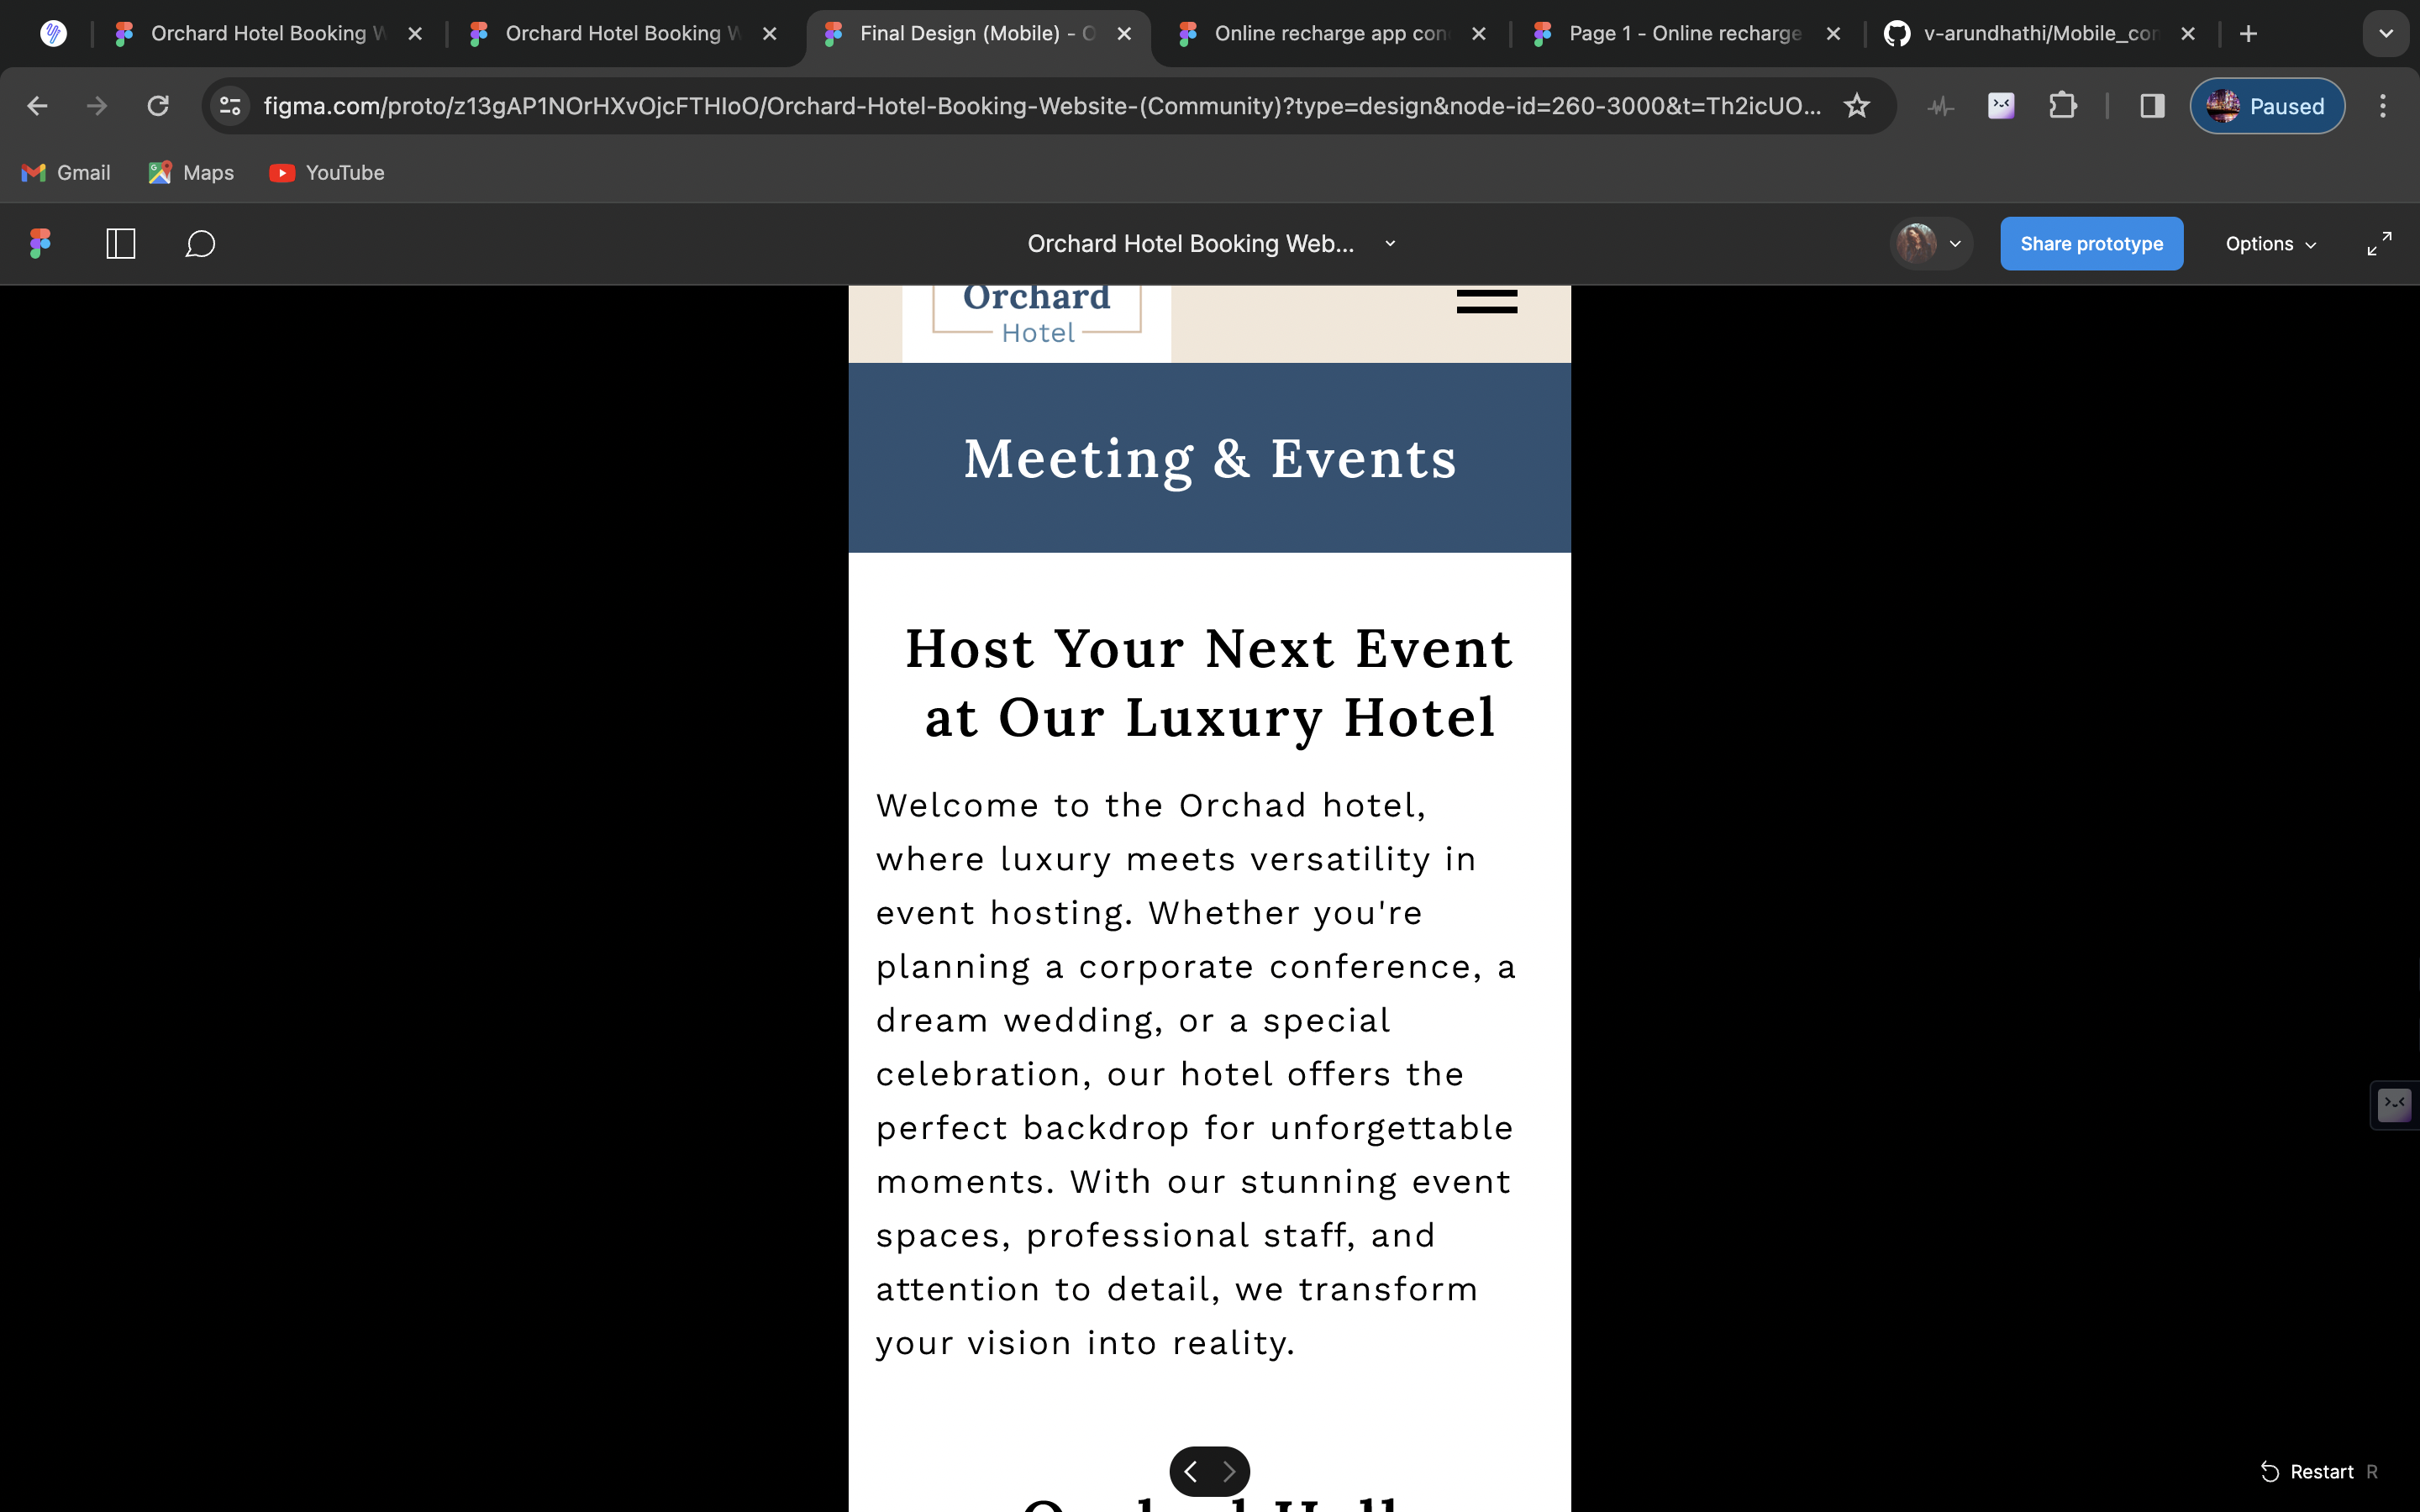 Orchard Hotel Booking W
Orchard Hotel Booking W
Final Design (Mobile) - O
Online recharge app con
Page 1 - Online recharge
v-arundhathi/Mobile_con
figma.com/proto/z13gAP1NOrHXvOjcFTHIoO/Orchard-Hotel-Booking-Website-(Community)?type=design&node-id=260-3000&t=Th2icUO...
Paused
Gmail
Maps
YouTube
Orchard Hotel Booking Web...
Share prototype
Options
Orchard
Hotel
Meeting & Events
Host Your Next Event
at Our Luxury Hotel
Welcome to the Orchad hotel,
where luxury meets versatility in
event hosting. Whether you're
planning a corporate conference, a
dream wedding, or a special
celebration, our hotel offers the
perfect backdrop for unforgettable
moments. With our stunning event
spaces, professional staff, and
attention to detail, we transform
your vision into reality.
Restart R